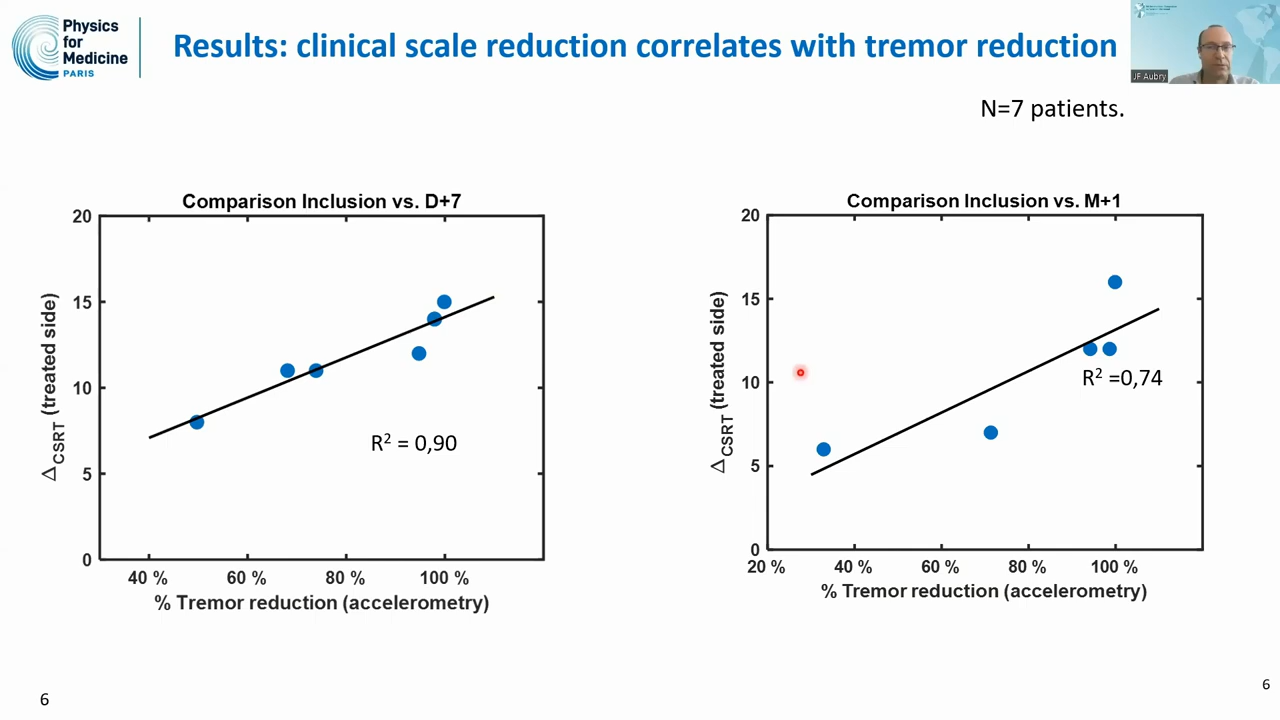 Physics
for
Medicine
PARIS
Results: clinical scale reduction correlates with tremor reduction
JF Aubry
N=7 patients.
Comparison Inclusion vs. D+7
20
15
10
5
0
ΔCSRT (treated side)
R² = 0,90
40 %
60 %
80 %
100 %
% Tremor reduction (accelerometry)
Comparison Inclusion vs. M+1
20
15
10
5
0
ΔCSRT (treated side)
R² =0,74
20 %
40 %
60 %
80 %
100 %
% Tremor reduction (accelerometry)
6
6